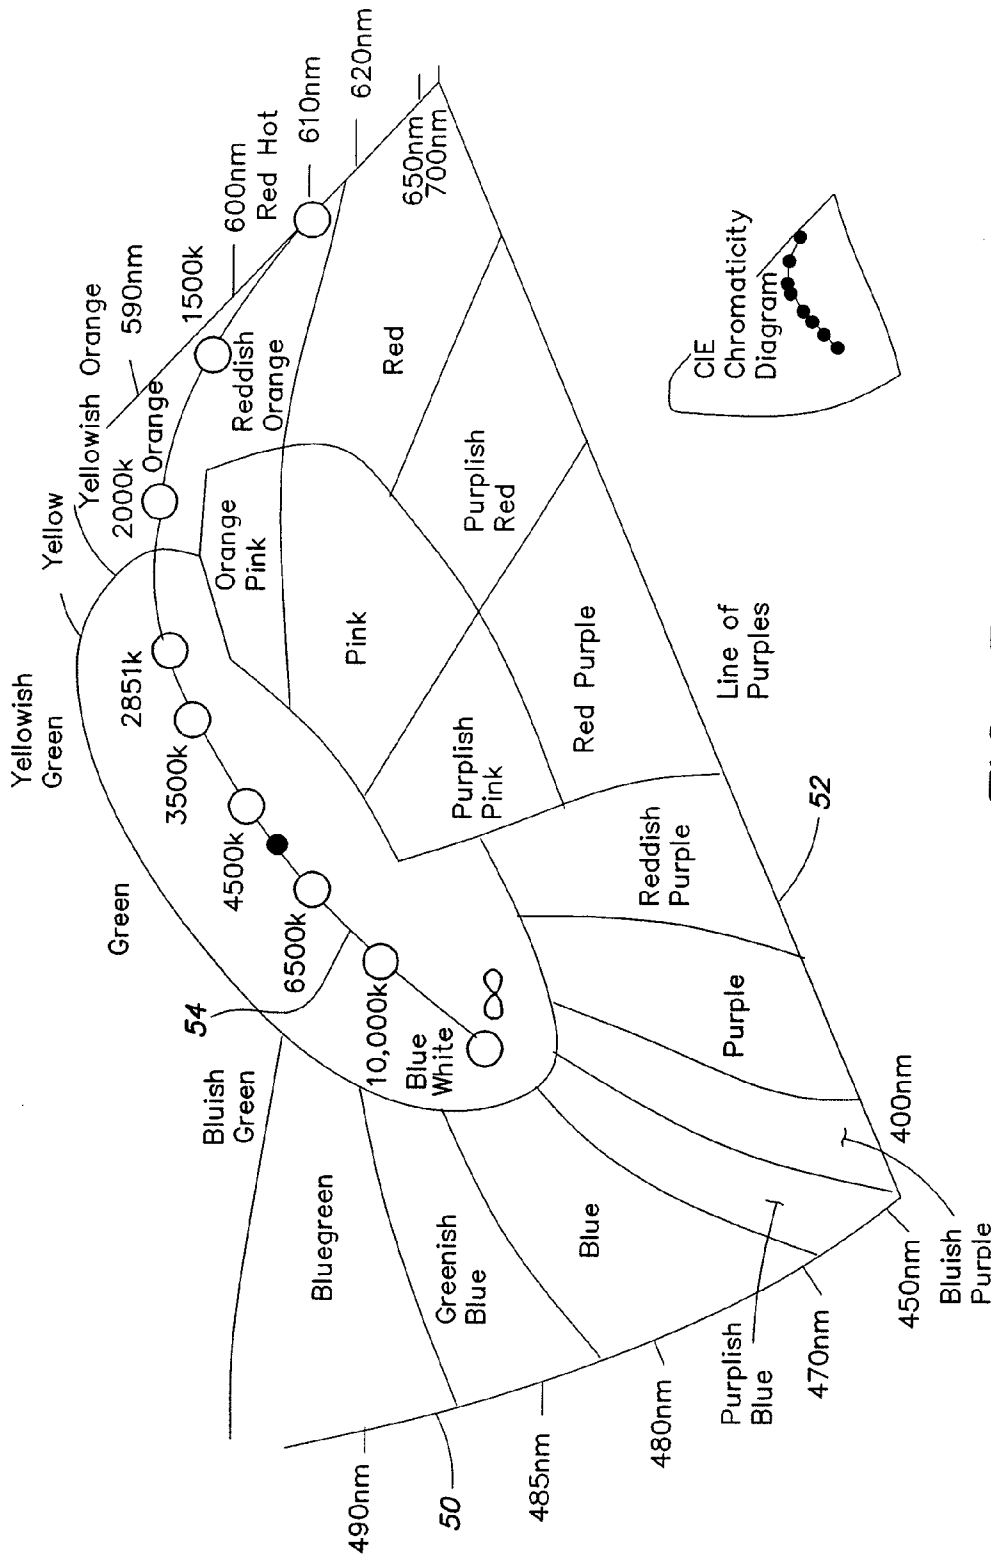 Yellowish
Green
Yellow
Yellowish Orange
590nm
600nm
Red Hot
610nm
620nm
650nm
700nm
Green
2851k
2000k
Orange
1500k
3500k
4500k
6500k
10,000k
∞
Blue
White
54
Reddish
Orange
Orange
Pink
Red
Pink
Purplish
Red
Purplish
Pink
Red Purple
Bluish
Green
Bluegreen
Greenish
Blue
Blue
Reddish
Purple
Purple
Line of
Purples
52
490nm
50
485nm
480nm
Purplish
Blue
470nm
450nm
Bluish
Purple
400nm
CIE
Chromaticity
Diagram